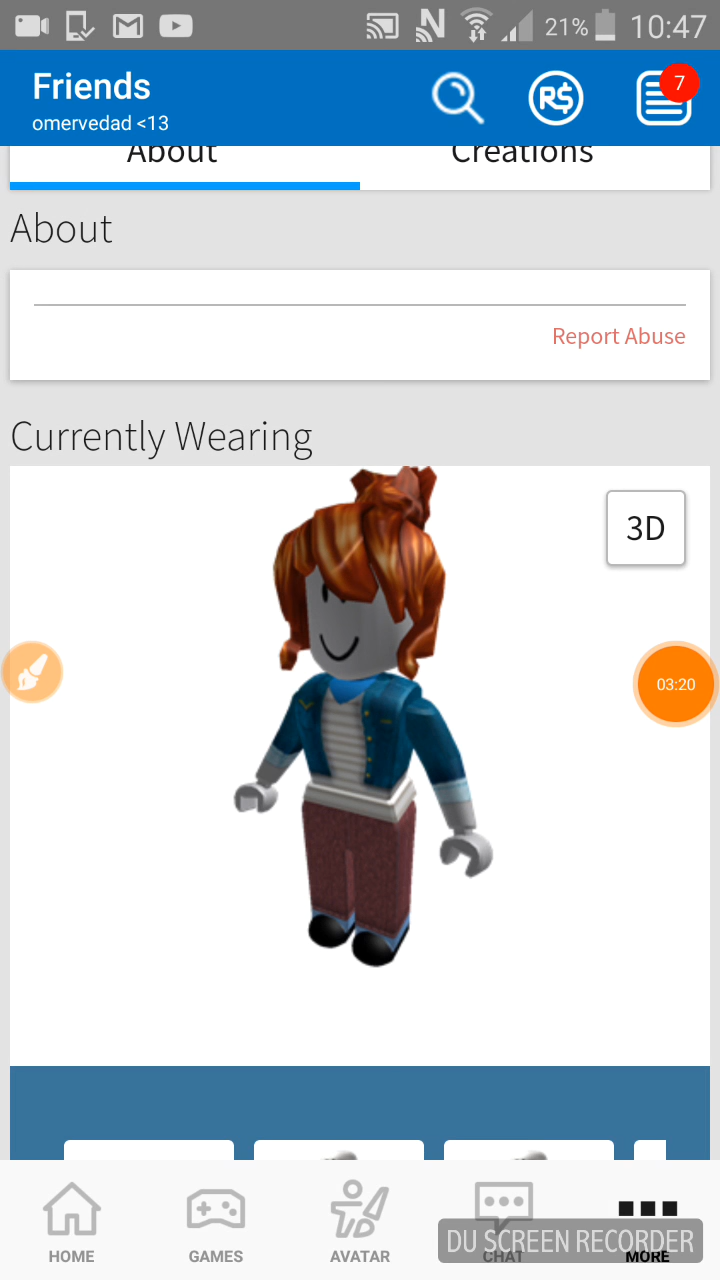 21% 10:47
Friends
omervedad <13
R$
7
About
Creations
About
Report Abuse
Currently Wearing
3D
03:20
HOME
GAMES
AVATAR
CHAT
MORE
DU SCREEN RECORDER